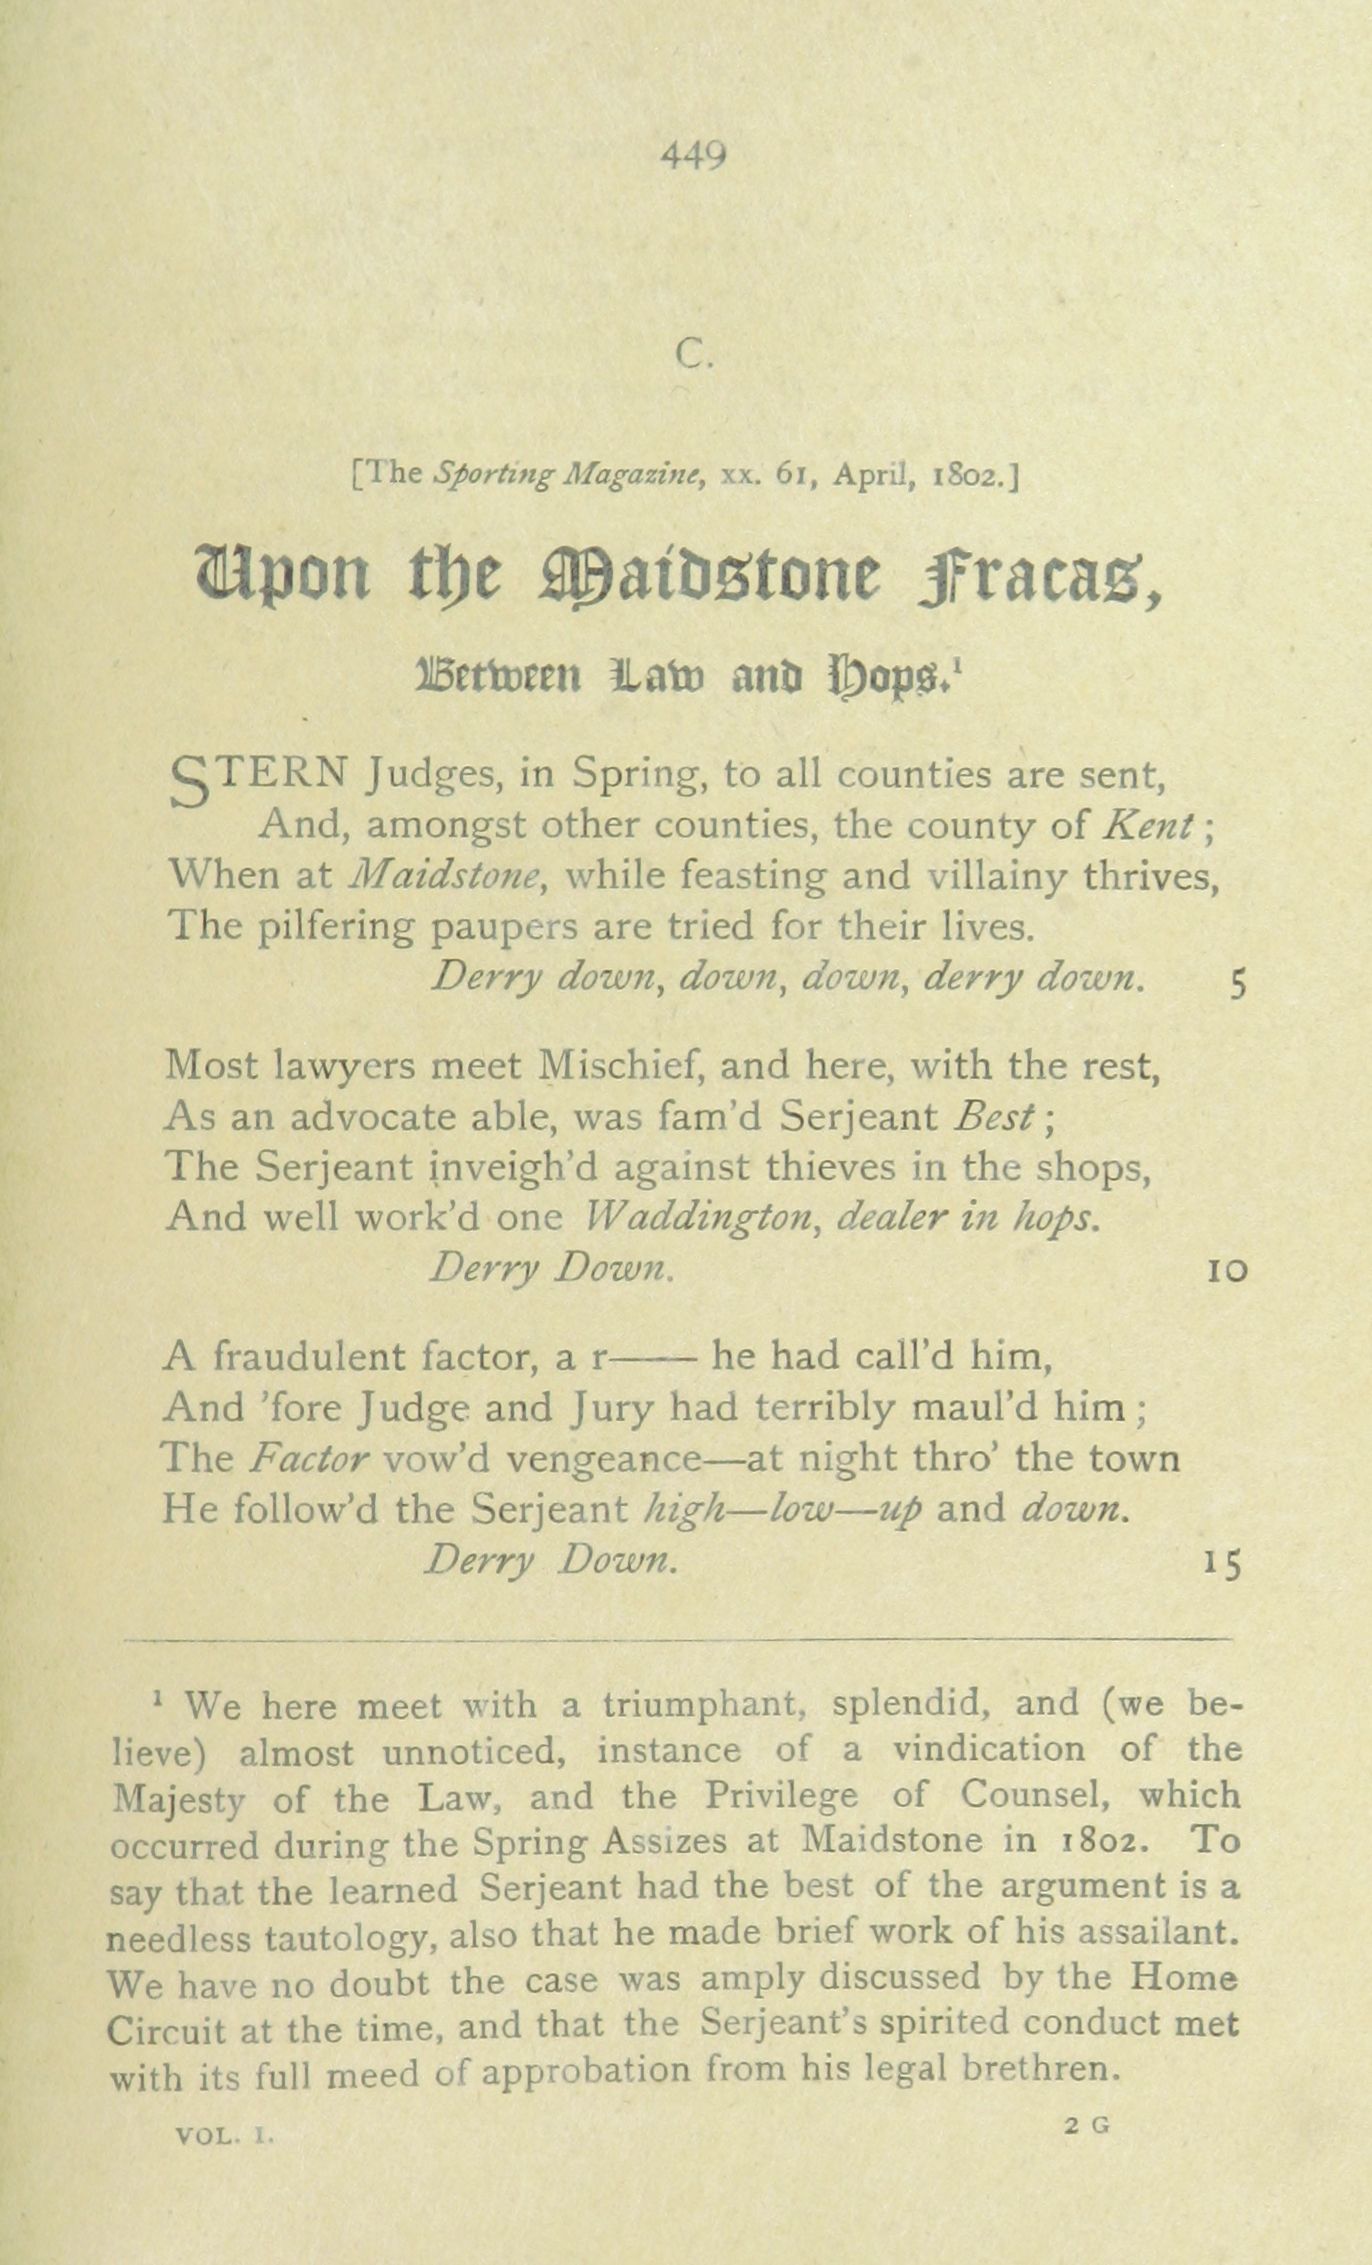 449
C.
[The Sporting Magazine, xx. 61, April, 1802.]
Upon the Maidstone Fracas,
Between Law and Hops.¹
STERN Judges, in Spring, to all counties are sent,
And, amongst other counties, the county of Kent ;
When at Maidstone, while feasting and villainy thrives,
The pilfering paupers are tried for their lives.
Derry down, down, down, derry down. 5
Most lawyers meet Mischief, and here, with the rest,
As an advocate able, was fam'd Serjeant Best ;
The Serjeant inveigh'd against thieves in the shops,
And well work'd one Waddington, dealer in hops.
Derry Down. 10
A fraudulent factor, a r—— he had call'd him,
And 'fore Judge and Jury had terribly maul'd him ;
The Factor vow'd vengeance—at night thro' the town
He follow'd the Serjeant high—low—up and down.
Derry Down. 15
¹ We here meet with a triumphant, splendid, and (we be-
lieve) almost unnoticed, instance of a vindication of the
Majesty of the Law, and the Privilege of Counsel, which
occurred during the Spring Assizes at Maidstone in 1802. To
say that the learned Serjeant had the best of the argument is a
needless tautology, also that he made brief work of his assailant.
We have no doubt the case was amply discussed by the Home
Circuit at the time, and that the Serjeant's spirited conduct met
with its full meed of approbation from his legal brethren.
VOL. I. 2 G